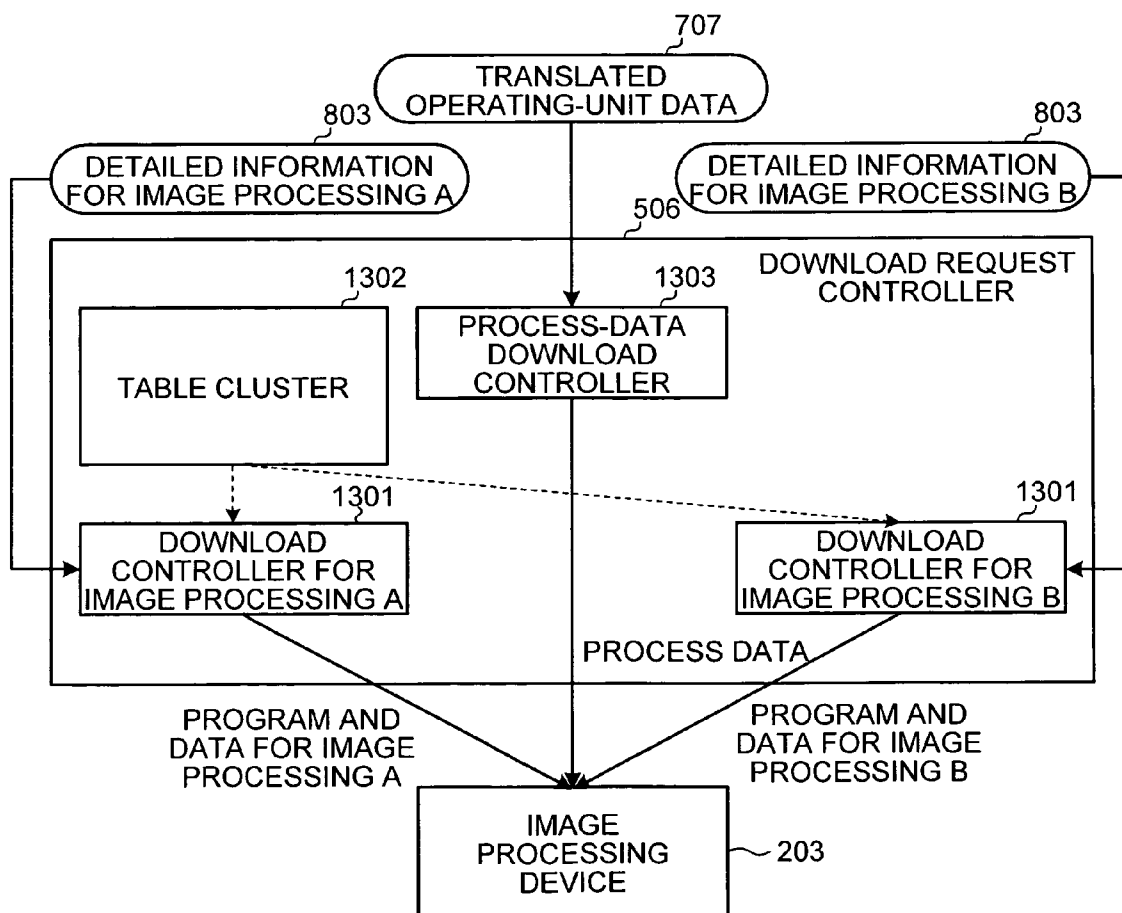 707
TRANSLATED
OPERATING-UNIT DATA
803
DETAILED INFORMATION
FOR IMAGE PROCESSING A
803
DETAILED INFORMATION
FOR IMAGE PROCESSING B
506
DOWNLOAD REQUEST
CONTROLLER
1302
TABLE CLUSTER
1303
PROCESS-DATA
DOWNLOAD
CONTROLLER
1301
DOWNLOAD
CONTROLLER FOR
IMAGE PROCESSING A
1301
DOWNLOAD
CONTROLLER FOR
IMAGE PROCESSING B
PROCESS DATA
PROGRAM AND
DATA FOR IMAGE
PROCESSING A
PROGRAM AND
DATA FOR IMAGE
PROCESSING B
IMAGE
PROCESSING
DEVICE
203